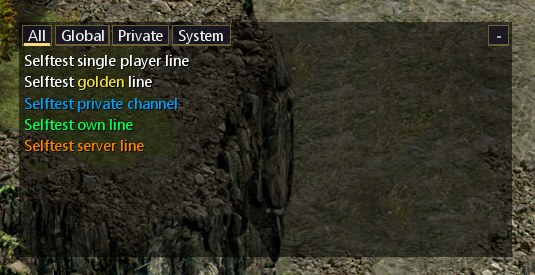 All Global Private System -
Selftest single player line
Selftest golden line
Selftest private channel
Selftest own line
Selftest server line